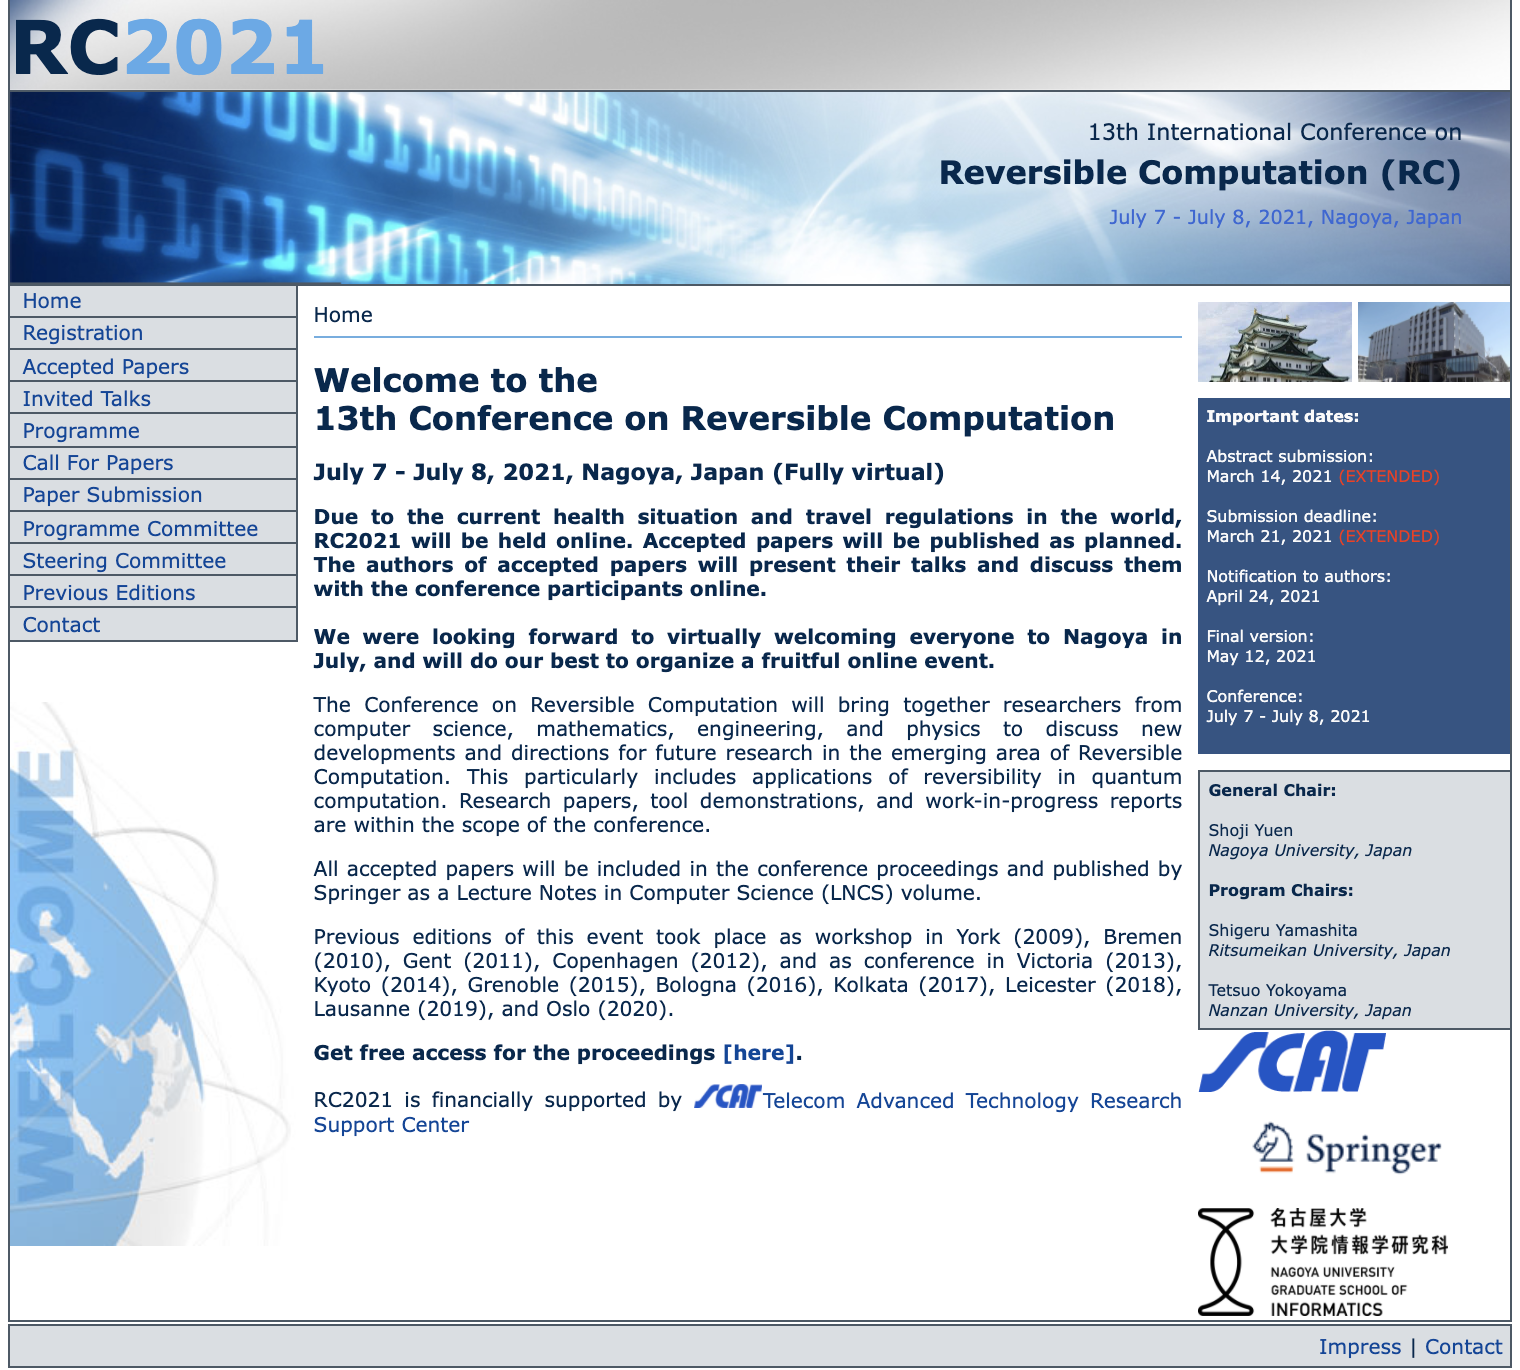 RC2021
13th International Conference on
Reversible Computation (RC)
July 7 - July 8, 2021, Nagoya, Japan
Home
Registration
Accepted Papers
Invited Talks
Programme
Call For Papers
Paper Submission
Programme Committee
Steering Committee
Previous Editions
Contact
WELCOME
Home
Welcome to the
13th Conference on Reversible Computation
July 7 - July 8, 2021, Nagoya, Japan (Fully virtual)
Due to the current health situation and travel regulations in the world,
RC2021 will be held online. Accepted papers will be published as planned.
The authors of accepted papers will present their talks and discuss them
with the conference participants online.
We were looking forward to virtually welcoming everyone to Nagoya in
July, and will do our best to organize a fruitful online event.
The Conference on Reversible Computation will bring together researchers from
computer science, mathematics, engineering, and physics to discuss new
developments and directions for future research in the emerging area of Reversible
Computation. This particularly includes applications of reversibility in quantum
computation. Research papers, tool demonstrations, and work-in-progress reports
are within the scope of the conference.
All accepted papers will be included in the conference proceedings and published by
Springer as a Lecture Notes in Computer Science (LNCS) volume.
Previous editions of this event took place as workshop in York (2009), Bremen
(2010), Gent (2011), Copenhagen (2012), and as conference in Victoria (2013),
Kyoto (2014), Grenoble (2015), Bologna (2016), Kolkata (2017), Leicester (2018),
Lausanne (2019), and Oslo (2020).
Get free access for the proceedings [here].
RC2021 is financially supported by SCAT Telecom Advanced Technology Research
Support Center
Important dates:
Abstract submission:
March 14, 2021 (EXTENDED)
Submission deadline:
March 21, 2021 (EXTENDED)
Notification to authors:
April 24, 2021
Final version:
May 12, 2021
Conference:
July 7 - July 8, 2021
General Chair:
Shoji Yuen
Nagoya University, Japan
Program Chairs:
Shigeru Yamashita
Ritsumeikan University, Japan
Tetsuo Yokoyama
Nanzan University, Japan
SCAT
Springer
名古屋大学
大学院情報学研究科
NAGOYA UNIVERSITY
GRADUATE SCHOOL OF
INFORMATICS
Impress | Contact